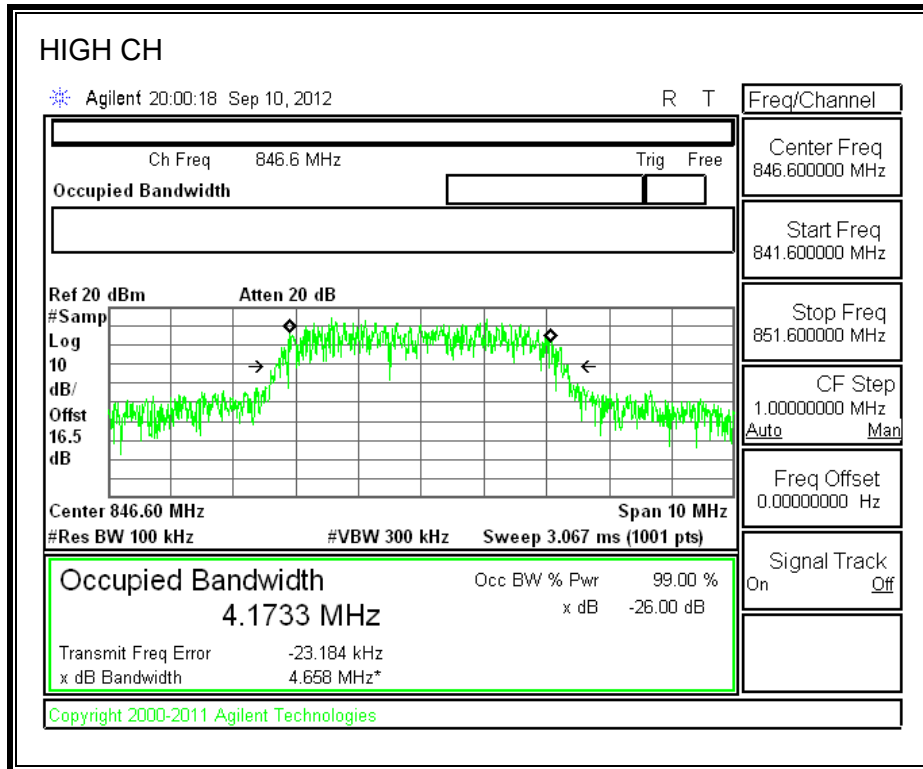 HIGH CH
Agilent 20:00:18 Sep 10, 2012 R T
Freq/Channel
Ch Freq 846.6 MHz Trig Free
Occupied Bandwidth
Center Freq
846.600000 MHz
Start Freq
841.600000 MHz
Stop Freq
851.600000 MHz
CF Step
1.00000000 MHz
Auto Man
Freq Offset
0.00000000 Hz
Signal Track
On Off
Ref 20 dBm Atten 20 dB
#Samp
Log
10
dB/
Offst
16.5
dB
Center 846.60 MHz Span 10 MHz
#Res BW 100 kHz #VBW 300 kHz Sweep 3.067 ms (1001 pts)
Occupied Bandwidth Occ BW % Pwr 99.00 %
4.1733 MHz x dB -26.00 dB
Transmit Freq Error -23.184 kHz
x dB Bandwidth 4.658 MHz*
Copyright 2000-2011 Agilent Technologies